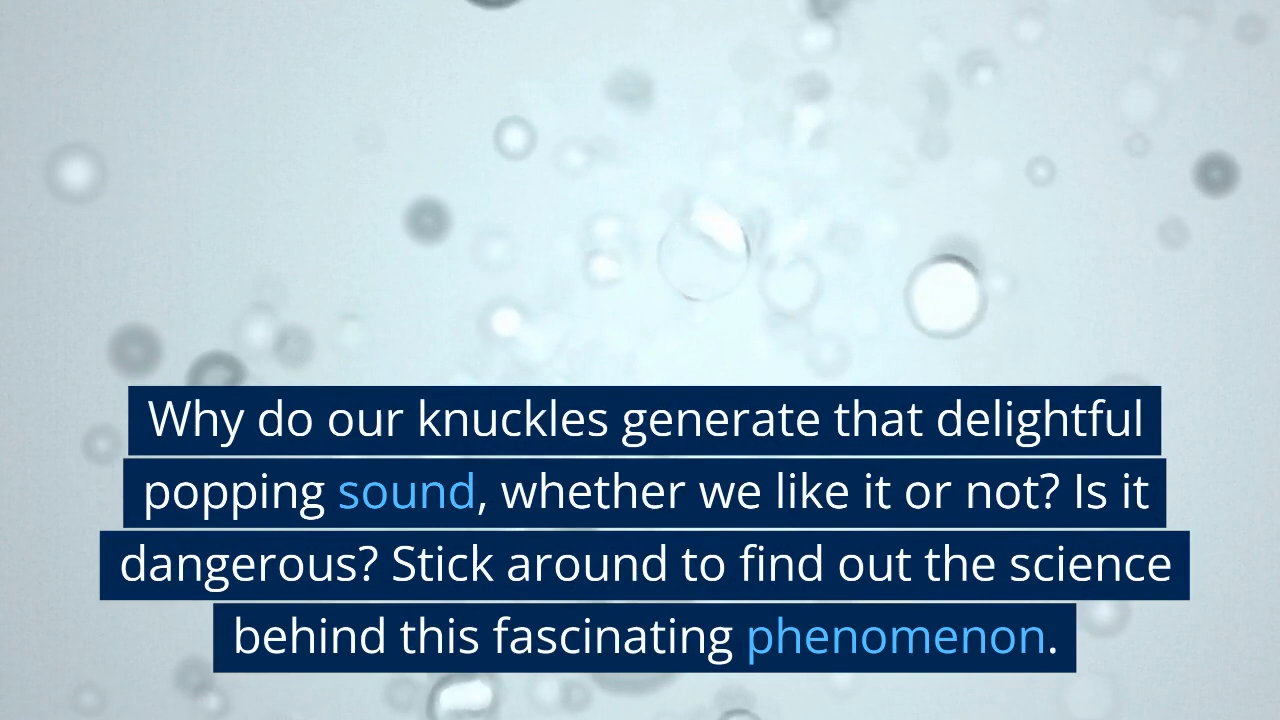 Why do our knuckles generate that delightful
popping sound, whether we like it or not? Is it
dangerous? Stick around to find out the science
behind this fascinating phenomenon.